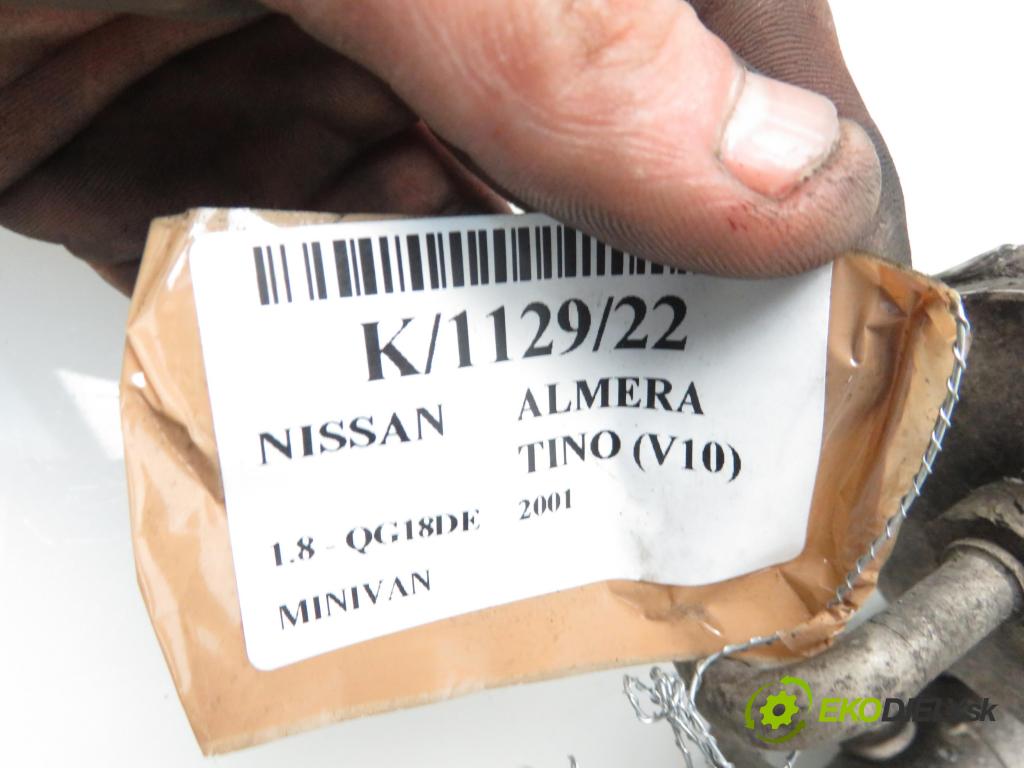 K/1129/22
NISSAN
ALMERA
TINO (V10)
1.8 - QG18DE
2001
MINIVAN
EKODIELY.sk